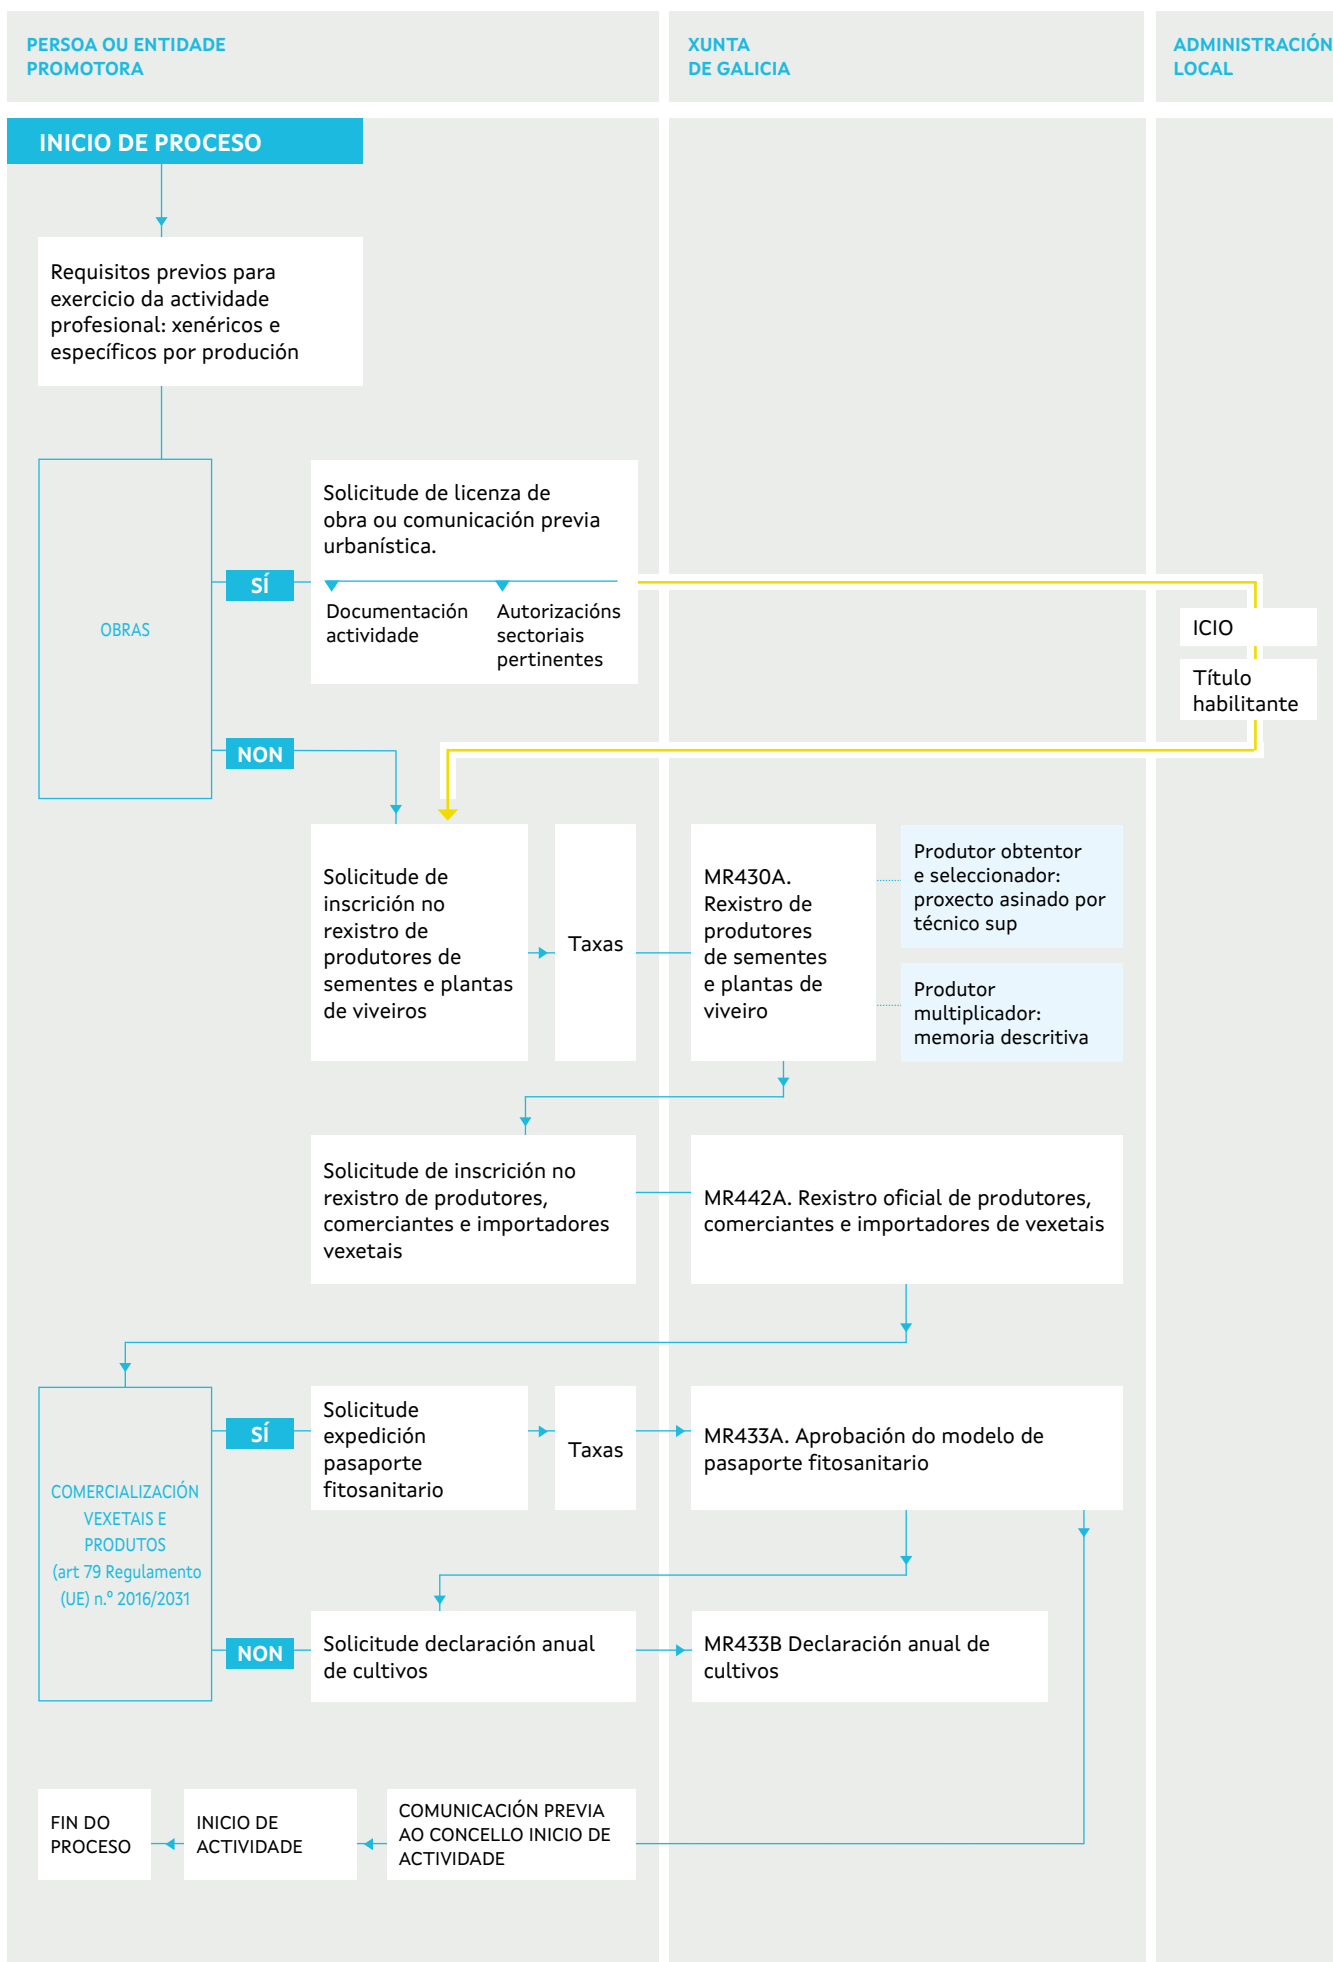 PERSOA OU ENTIDADE
PROMOTORA
XUNTA
DE GALICIA
ADMINISTRACIÓN
LOCAL
INICIO DE PROCESO
Requisitos previos para
exercicio da actividade
profesional: xenéricos e
específicos por produción
OBRAS
SÍ
Solicitude de licenza de
obra ou comunicación previa
urbanística.
Documentación
actividade
Autorizacións
sectoriais
pertinentes
ICIO
Título
habilitante
NON
Solicitude de
inscrición no
rexistro de
produtores de
sementes e plantas
de viveiros
Taxas
MR430A.
Rexistro de
produtores
de sementes
e plantas de
viveiro
Produtor obtentor
e seleccionador:
proxecto asinado por
técnico sup
Produtor
multiplicador:
memoria descritiva
Solicitude de inscrición no
rexistro de produtores,
comerciantes e importadores
vexetais
MR442A. Rexistro oficial de produtores,
comerciantes e importadores de vexetais
COMERCIALIZACIÓN
VEXETAIS E
PRODUTOS
(art 79 Regulamento
(UE) n.º 2016/2031
SÍ
Solicitude
expedición
pasaporte
fitosanitario
Taxas
MR433A. Aprobación do modelo de
pasaporte fitosanitario
NON
Solicitude declaración anual
de cultivos
MR433B Declaración anual de
cultivos
FIN DO
PROCESO
INICIO DE
ACTIVIDADE
COMUNICACIÓN PREVIA
AO CONCELLO INICIO DE
ACTIVIDADE